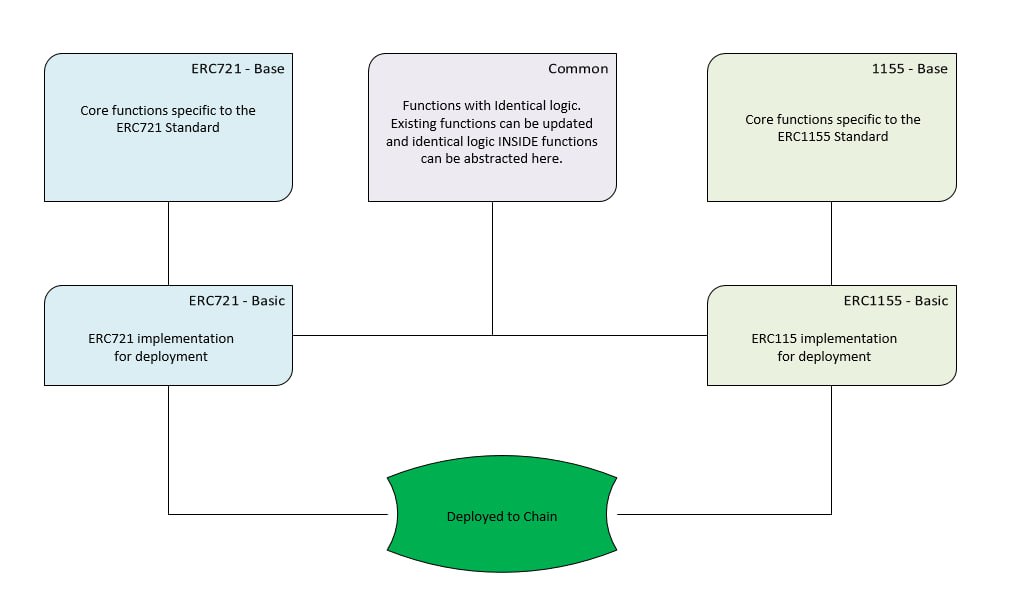 ERC721 - Base
Core functions specific to the
ERC721 Standard
Common
Functions with Identical logic.
Existing functions can be updated
and identical logic INSIDE functions
can be abstracted here.
1155 - Base
Core functions specific to the
ERC1155 Standard
ERC721 - Basic
ERC721 implementation
for deployment
ERC1155 - Basic
ERC115 implementation
for deployment
Deployed to Chain